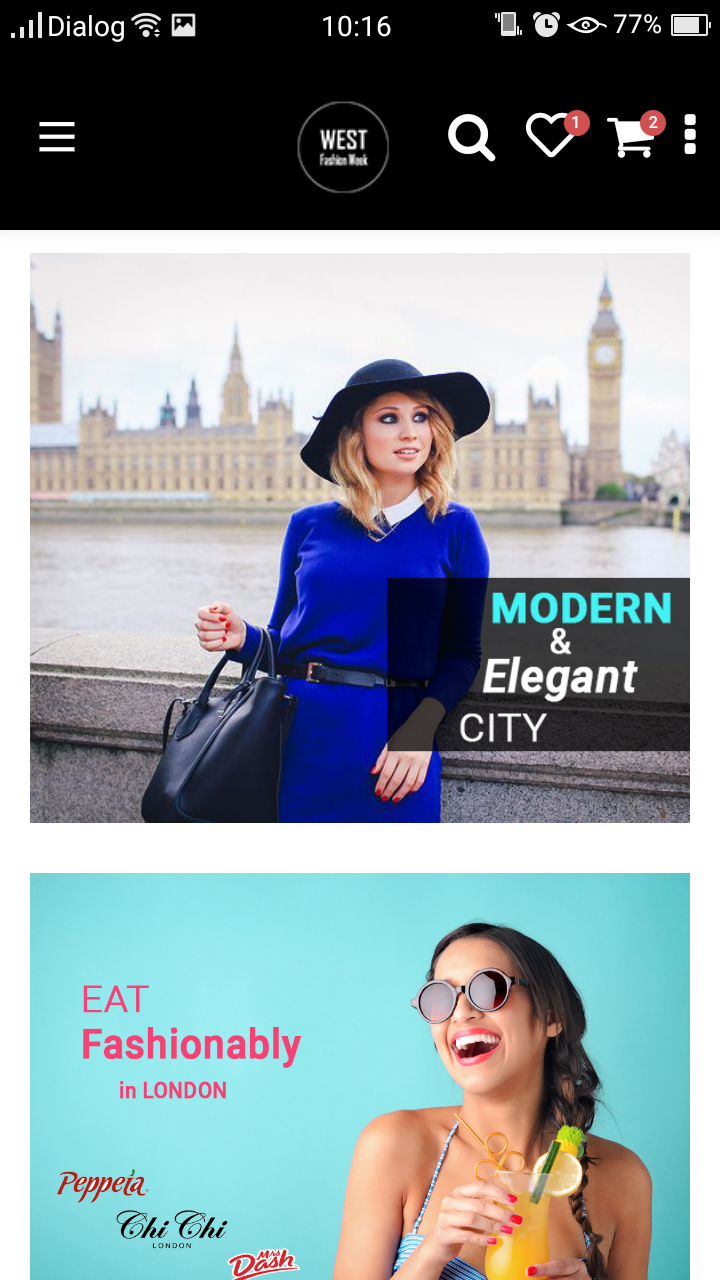 Dialog
10:16
77%
WEST
Fashion Week
1
2
MODERN
&
Elegant
CITY
EAT
Fashionably
in LONDON
Peppeia
Chi Chi
LONDON
Mrs
Dash